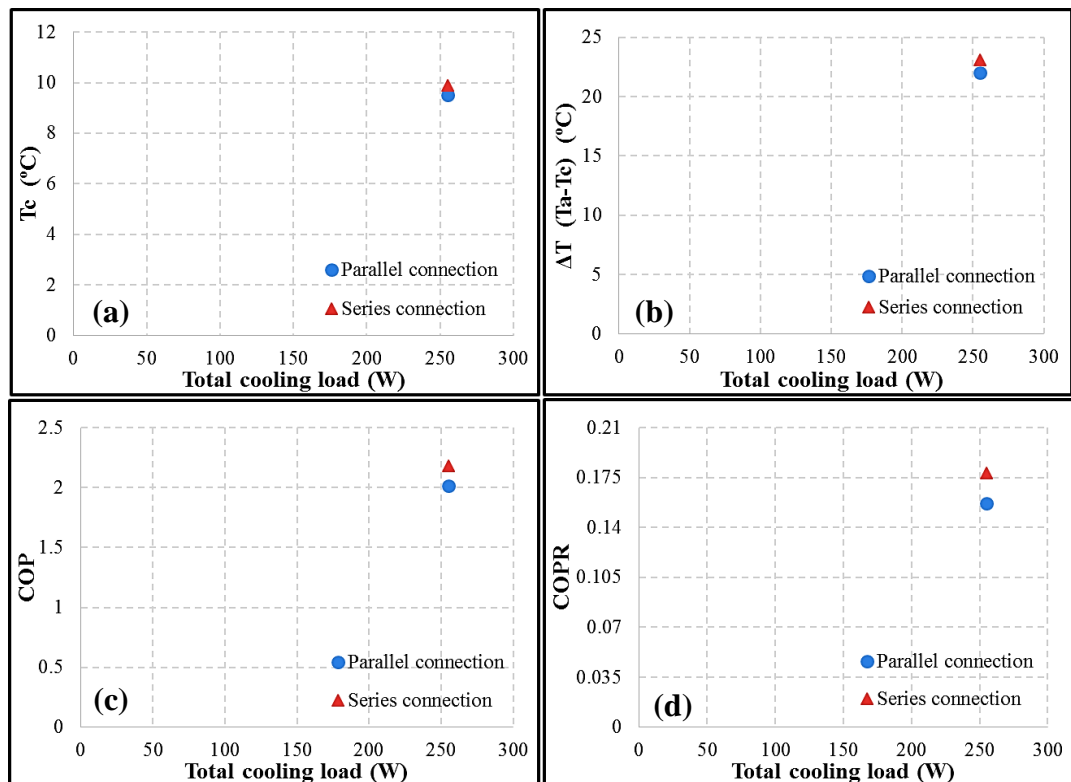 12
10
8
6
4
2
0
Tc (ºC)
Parallel connection
Series connection
(a)
0 50 100 150 200 250 300
Total cooling load (W)
25
20
15
10
5
0
ΔT (Ta-Tc) (ºC)
Parallel connection
Series connection
(b)
0 50 100 150 200 250 300
Total cooling load (W)
2.5
2
1.5
1
0.5
0
COP
Parallel connection
Series connection
(c)
0 50 100 150 200 250 300
Total cooling load (W)
0.21
0.175
0.14
0.105
0.07
0.035
0
COPR
Parallel connection
Series connection
(d)
0 50 100 150 200 250 300
Total cooling load (W)